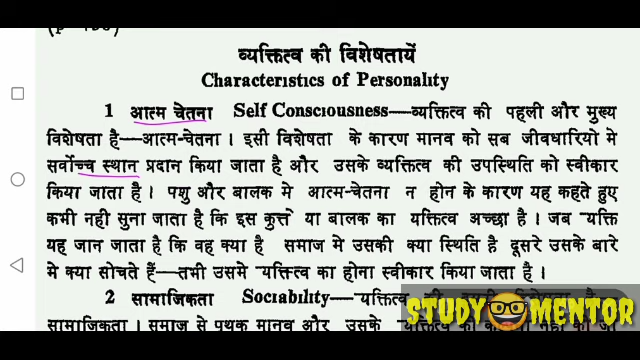 व्यक्तित्व की विशेषतायें
Characteristics of Personality
1 आत्म चेतना Self Consciousness—व्यक्तित्व की पहली और मुख्य
विशेषता है—आत्म-चेतना । इसी विशेषता के कारण मानव को सब जीवधारियो मे
सर्वोच्च स्थान प्रदान किया जाता है और उसके व्यक्तित्व की उपस्थिति को स्वीकार
किया जाता है । पशु और बालक मे आत्म-चेतना न होन के कारण यह कहते हुए
कभी नही सुना जाता है कि इस कुत्ते या बालक का यक्तित्व अच्छा है । जब यक्ति
यह जान जाता है कि वह क्या है समाज मे उसकी क्या स्थिति है दूसरे उसके बारे
मे क्या सोचते हैं—तभी उसमे यक्तित्व का होना स्वीकार किया जाता है ।
2 सामाजिकता Sociability—यक्तित्व की
सामाजिकता । समाज से पथक मानव और उसके यक्तित्व की
STUDY MENTOR